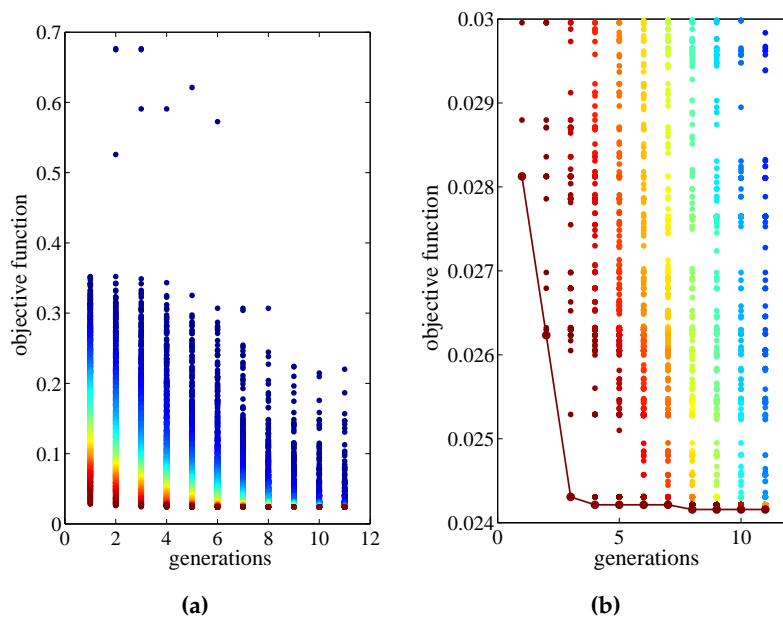 0.7
0.6
0.5
0.4
0.3
0.2
0.1
0
objective function
0 2 4 6 8 10 12
generations
(a)
0.03
0.029
0.028
0.027
0.026
0.025
0.024
objective function
0 5 10
generations
(b)